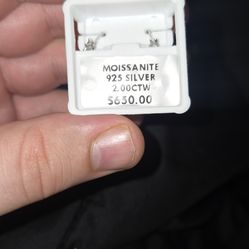 MOISSANITE
925 SILVER
2.00CTW
$650.00